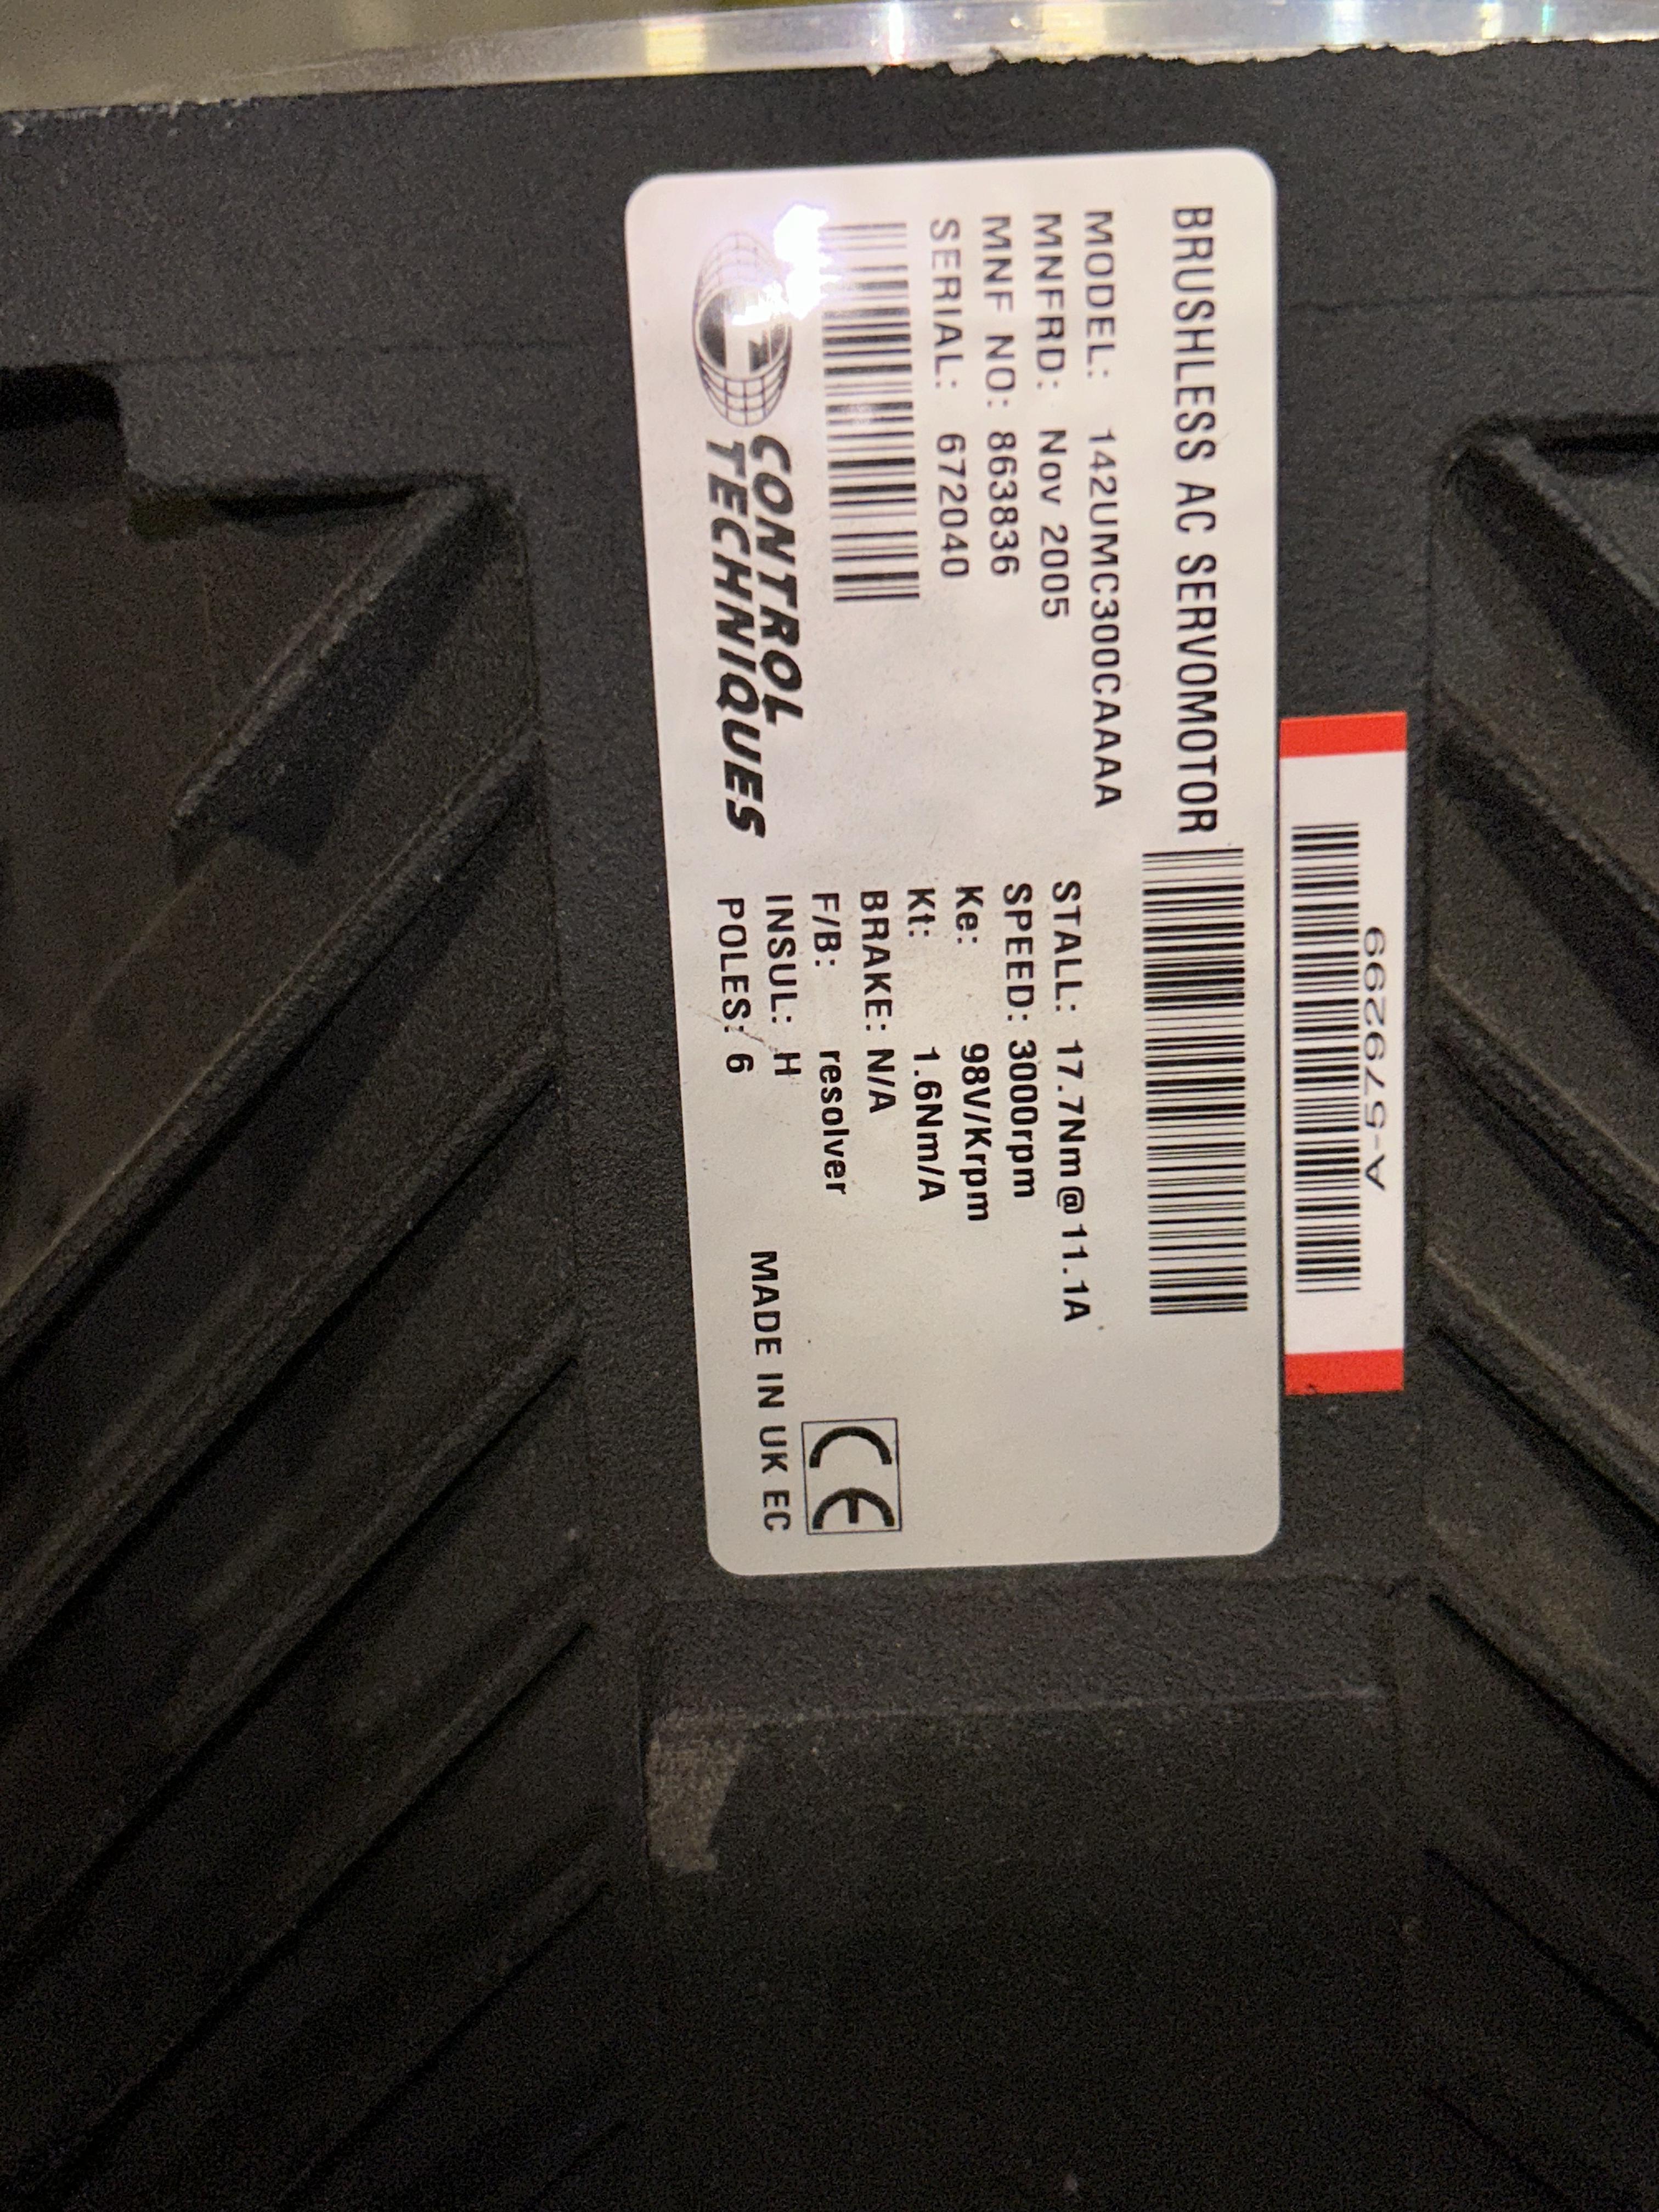 BRUSHLESS AC SERVOMOTOR
MODEL: 142UMC300CAAAA
MNFRD: Nov 2005
MNF NO: 863836
SERIAL: 672040
CONTROL
TECHNIQUES
STALL: 17.7Nm@11.1A
SPEED: 3000rpm
Ke: 98V/Krpm
Kt: 1.6Nm/A
BRAKE: N/A
F/B: resolver
INSUL: H
POLES: 6
CE
MADE IN UK EC
A-579299